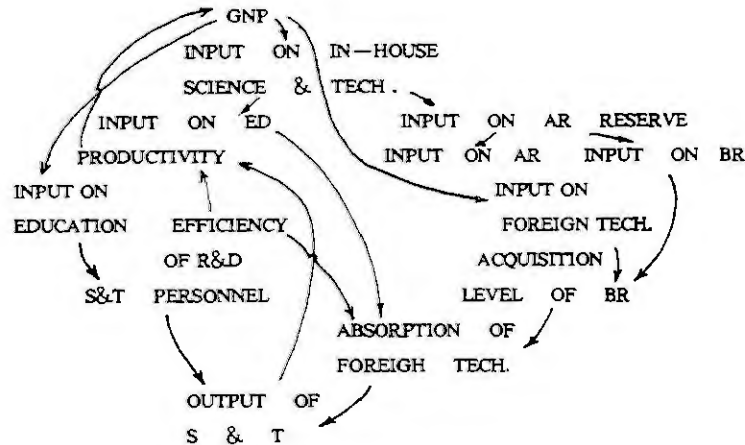 GNP
INPUT ON IN-HOUSE
SCIENCE & TECH.
INPUT ON ED
INPUT ON AR RESERVE
PRODUCTIVITY
INPUT ON AR
INPUT ON BR
INPUT ON
EDUCATION
INPUT ON
FOREIGN TECH.
ACQUISITION
EFFICIENCY
OF R&D
S&T PERSONNEL
LEVEL OF BR
ABSORPTION OF
FOREIGH TECH.
OUTPUT OF
S & T